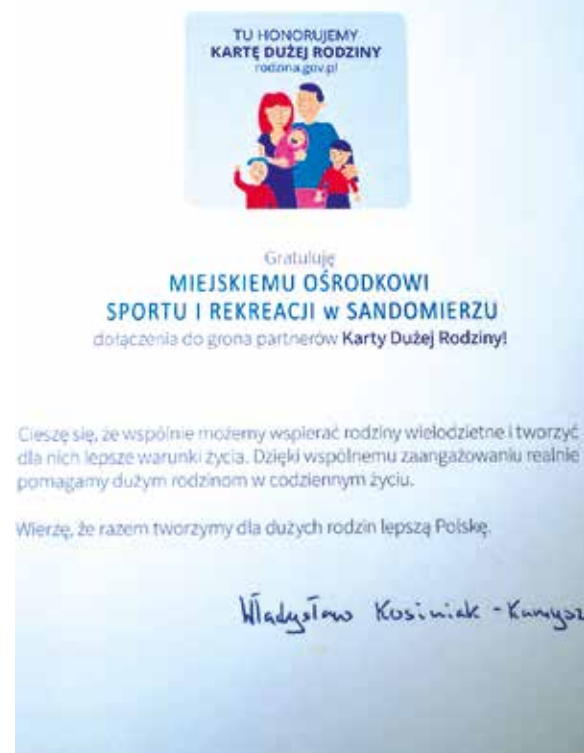 TU HONORUJEMY
KARTĘ DUŻEJ RODZINY
rodzina.gov.pl
Gratuluję
MIEJSKIEMU OŚRODKOWI
SPORTU I REKREACJI w SANDOMIERZU
dołączenia do grona partnerów Karty Dużej Rodziny!
Cieszę się, że wspólnie możemy wspierać rodziny wielodzietne i tworzyć
dla nich lepsze warunki życia. Dzięki wspólnemu zaangażowaniu realnie
pomagamy dużym rodzinom w codziennym życiu.
Wierzę, że razem tworzymy dla dużych rodzin lepszą Polskę.
Władysław Kosiniak-Kamysz